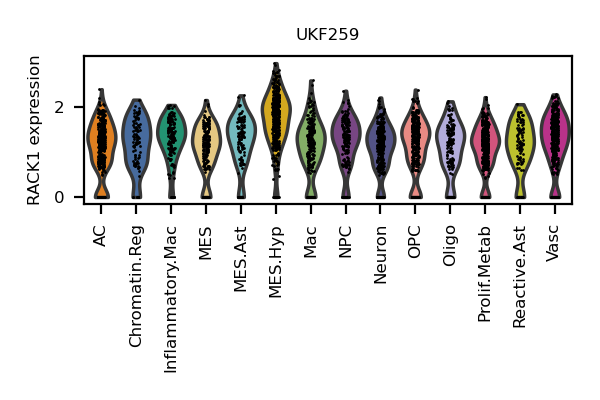 UKF259
RACK1 expression
2
0
AC
Chromatin.Reg
Inflammatory.Mac
MES
MES.Ast
MES.Hyp
Mac
NPC
Neuron
OPC
Oligo
Prolif.Metab
Reactive.Ast
Vasc